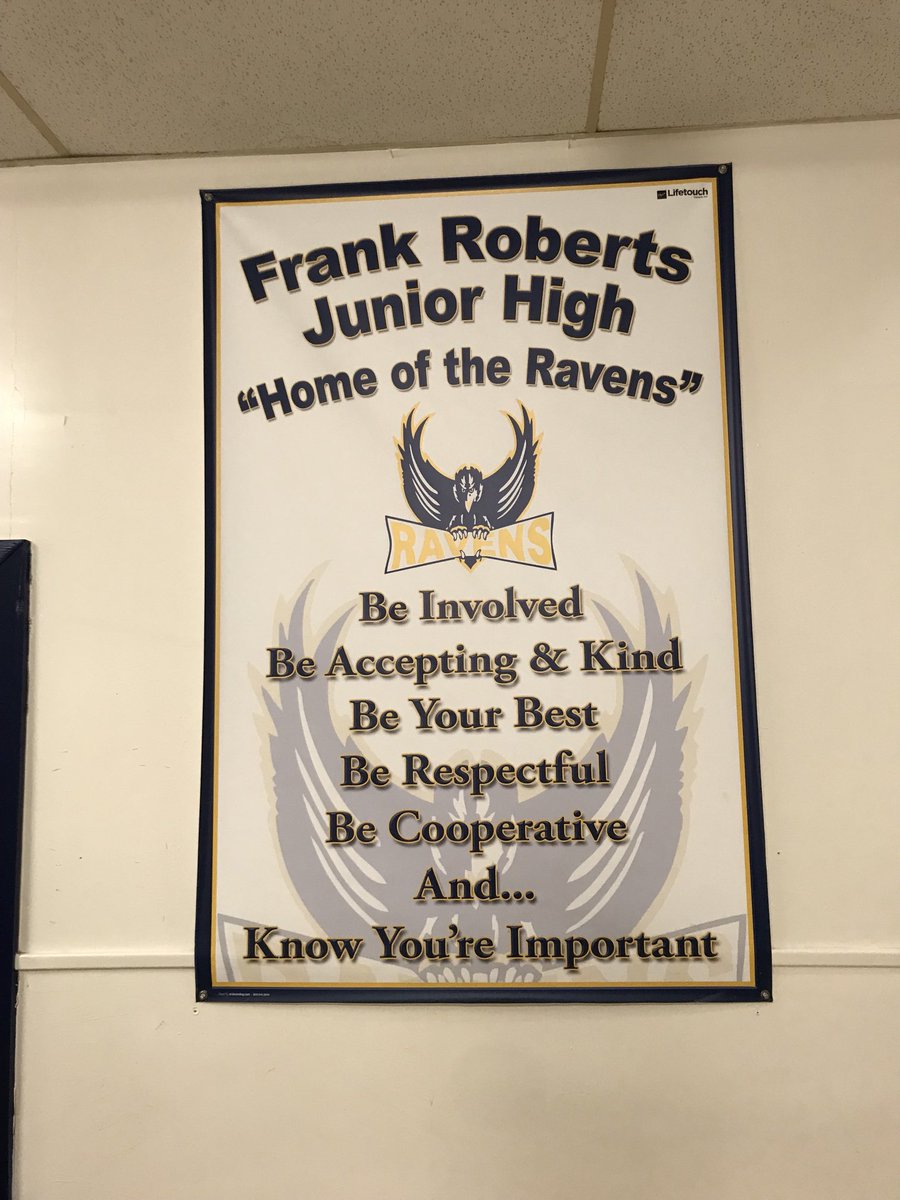 Lifetouch
Frank Roberts
Junior High
“Home of the Ravens”
RAVENS
Be Involved
Be Accepting & Kind
Be Your Best
Be Respectful
Be Cooperative
And...
Know You’re Important